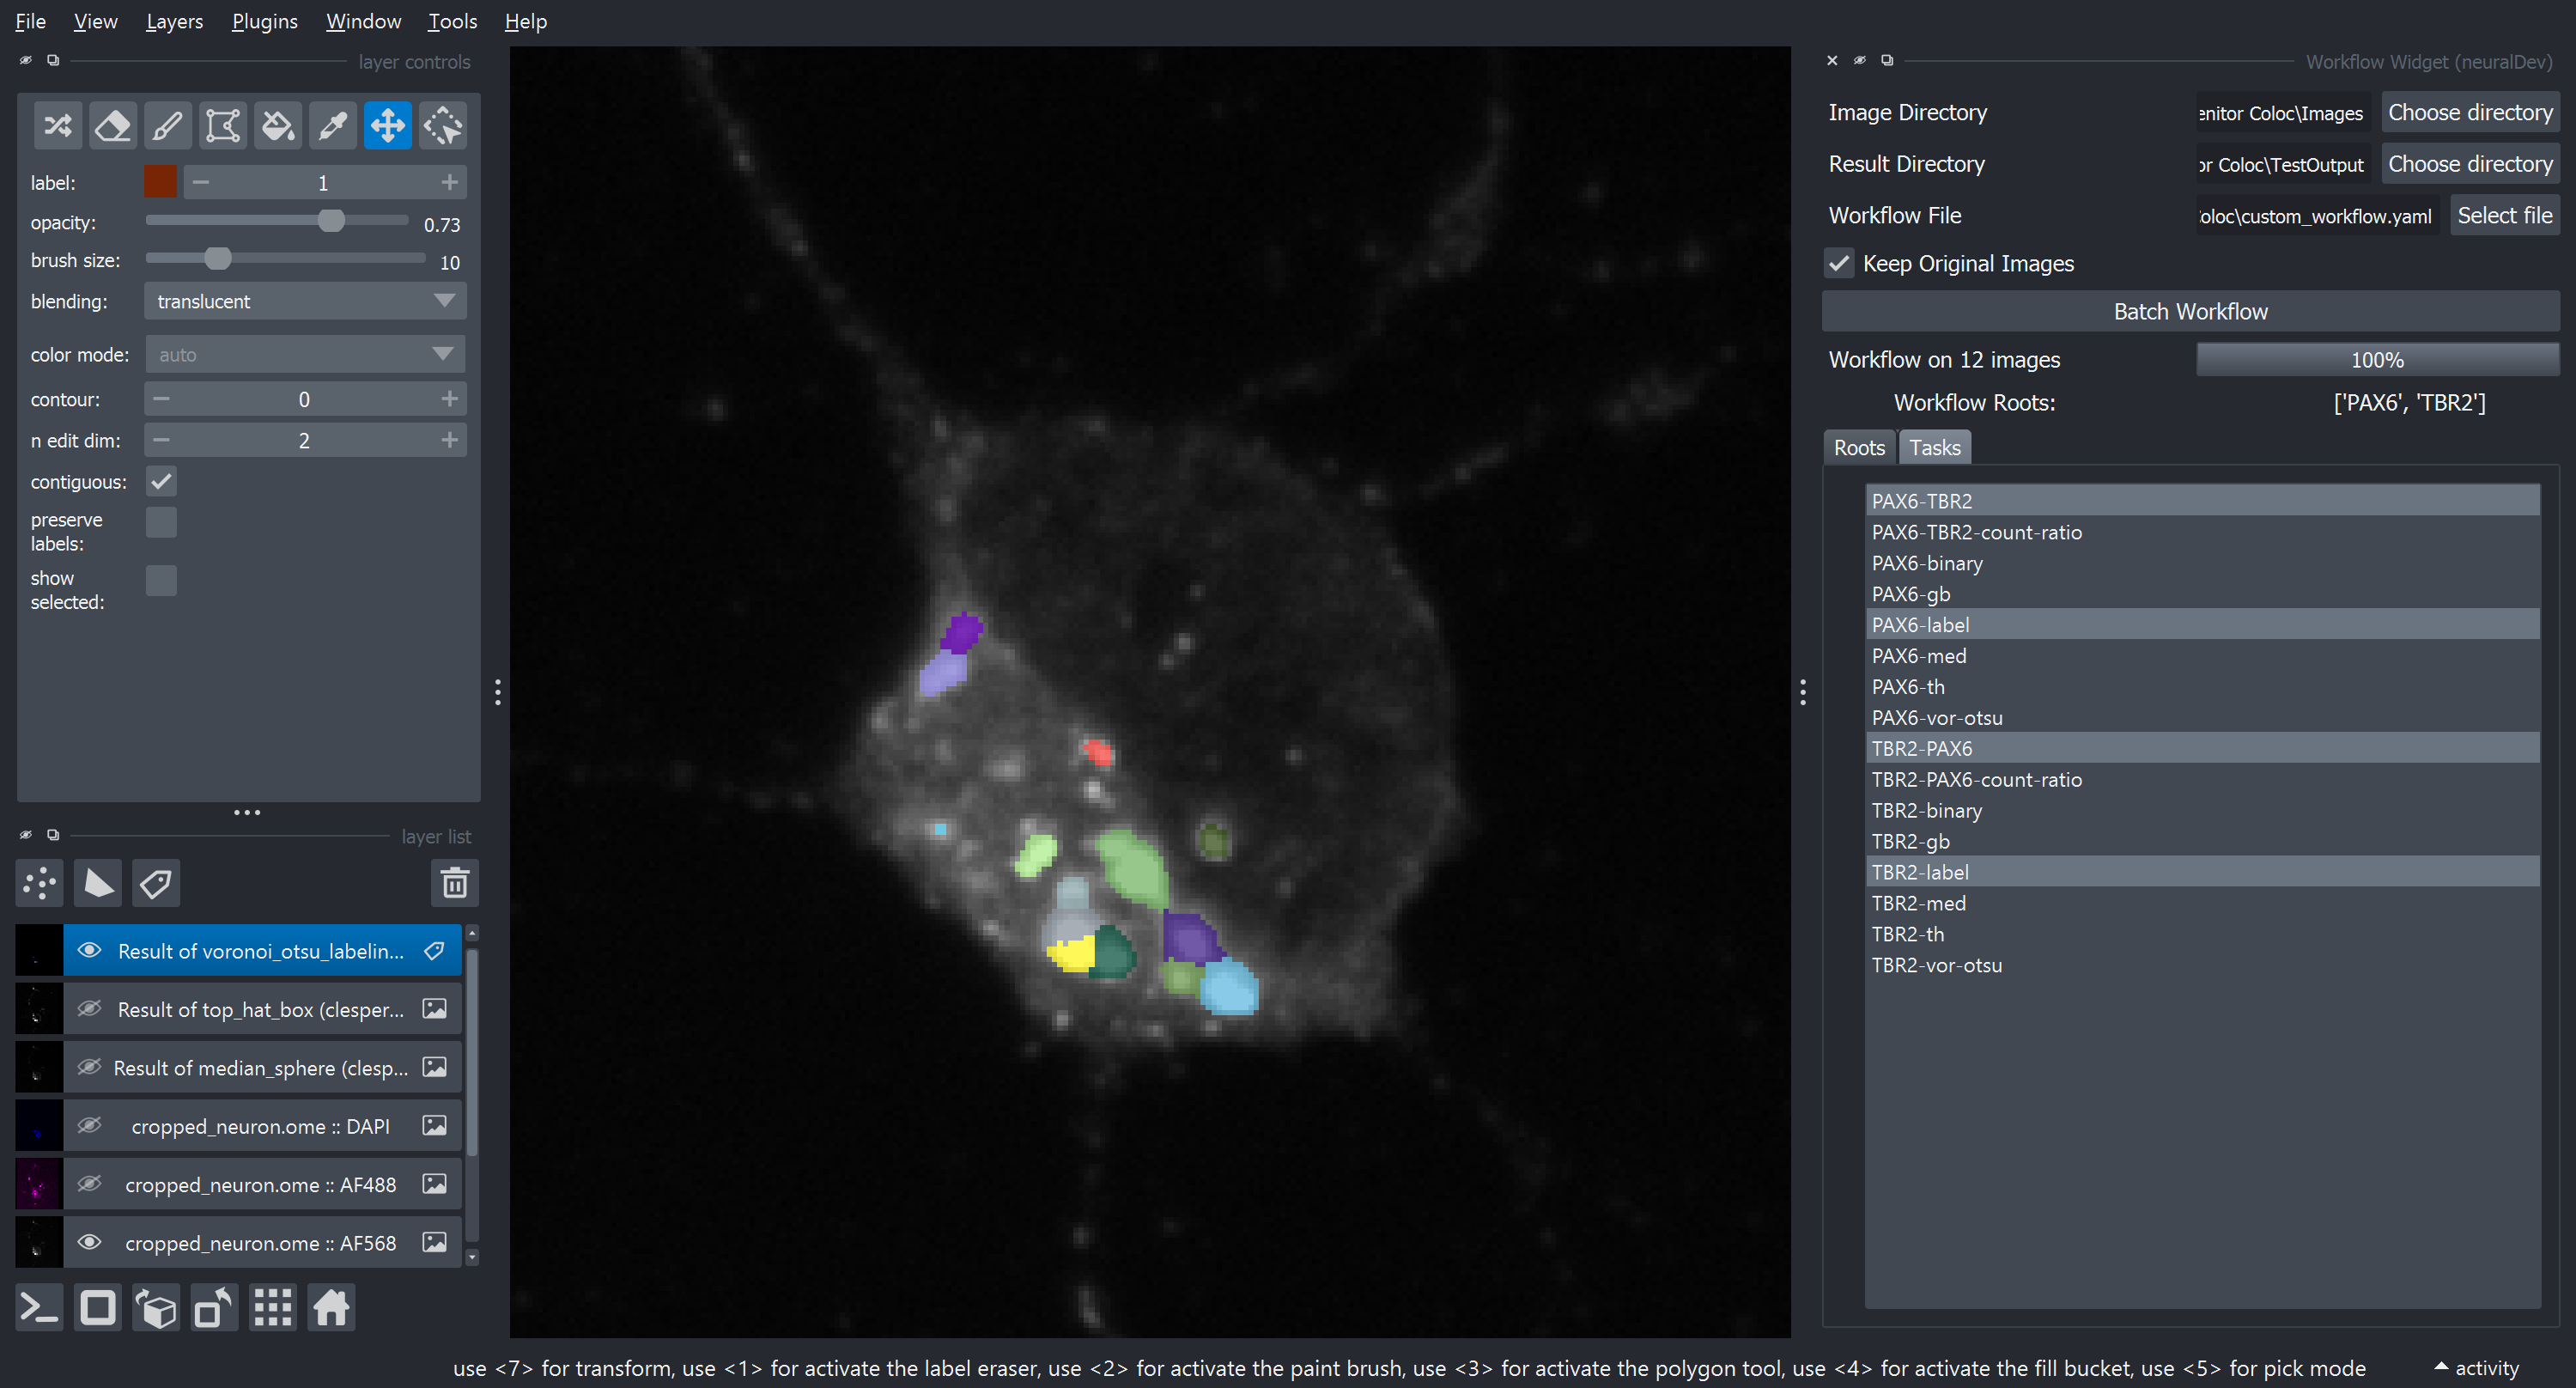 File View Layers Plugins Window Tools Help
layer controls
label: 1
opacity: 0.73
brush size: 10
blending: translucent
color mode: auto
contour: 0
n edit dim: 2
contiguous:
preserve
labels:
show
selected:
layer list
Result of voronoi_otsu_labelin...
Result of top_hat_box (clesper...
Result of median_sphere (clesp...
cropped_neuron.ome :: DAPI
cropped_neuron.ome :: AF488
cropped_neuron.ome :: AF568
Workflow Widget (neuralDev)
Image Directory enitor Coloc\Images Choose directory
Result Directory or Coloc\TestOutput Choose directory
Workflow File Coloc\custom_workflow.yaml Select file
Keep Original Images
Batch Workflow
Workflow on 12 images 100%
Workflow Roots: ['PAX6', 'TBR2']
Roots Tasks
PAX6-TBR2
PAX6-TBR2-count-ratio
PAX6-binary
PAX6-gb
PAX6-label
PAX6-med
PAX6-th
PAX6-vor-otsu
TBR2-PAX6
TBR2-PAX6-count-ratio
TBR2-binary
TBR2-gb
TBR2-label
TBR2-med
TBR2-th
TBR2-vor-otsu
use <7> for transform, use <1> for activate the label eraser, use <2> for activate the paint brush, use <3> for activate the polygon tool, use <4> for activate the fill bucket, use <5> for pick mode activity